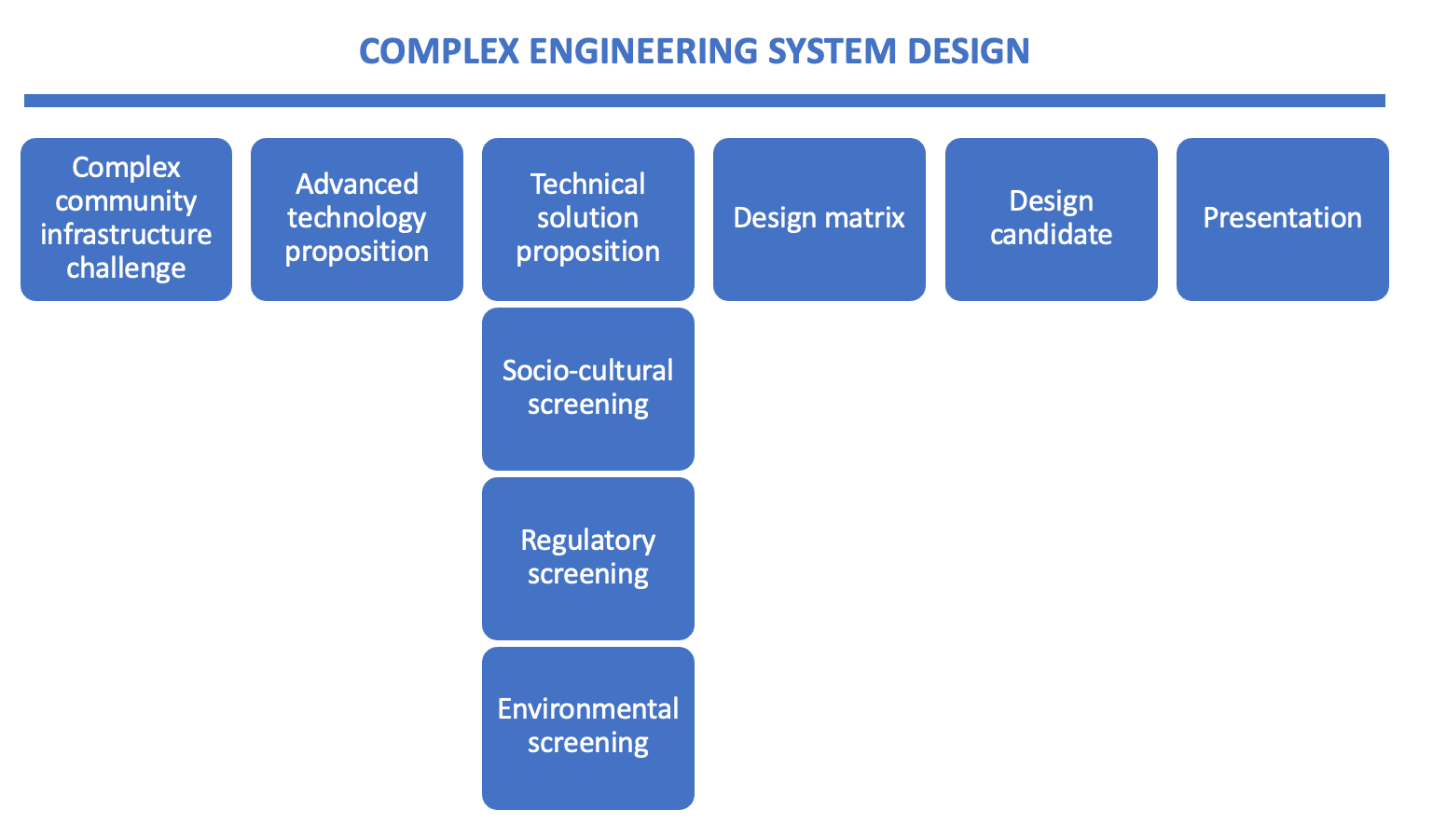 COMPLEX ENGINEERING SYSTEM DESIGN
Complex
community
infrastructure
challenge
Advanced
technology
proposition
Technical
solution
proposition
Design matrix
Design
candidate
Presentation
Socio-cultural
screening
Regulatory
screening
Environmental
screening